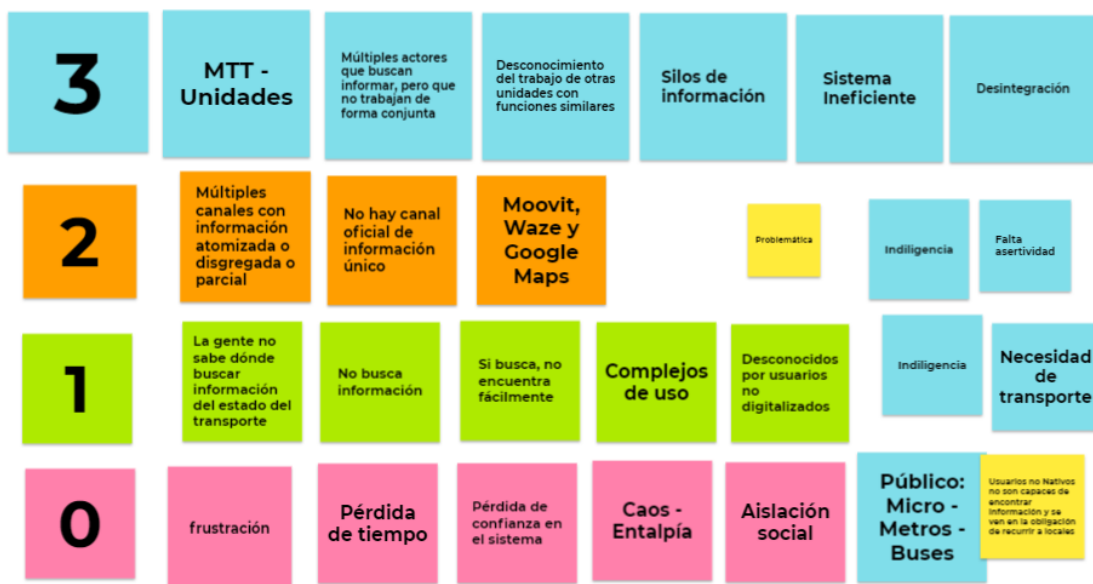 3
MTT -
Unidades
Múltiples actores
que buscan
informar, pero que
no trabajan de
forma conjunta
Desconocimiento
del trabajo de otras
unidades con
funciones similares
Silos de
información
Sistema
Ineficiente
Desintegración
2
Múltiples
canales con
información
atomizada o
disgregada o
parcial
No hay canal
oficial de
información
único
Moovit,
Waze y
Google
Maps
Problemática
Indiligencia
Falta
asertividad
1
La gente no
sabe dónde
buscar
información
del estado del
transporte
No busca
información
Si busca, no
encuentra
fácilmente
Complejos
de uso
Desconocidos
por usuarios
no
digitalizados
Indiligencia
Necesidad
de
transporte
0
frustración
Pérdida
de tiempo
Pérdida de
confianza en
el sistema
Caos -
Entalpía
Aislación
social
Público:
Micro -
Metros -
Buses
Usuarios no Nativos
no son capaces de
encontrar
información y se
ven en la obligación
de recurrir a locales